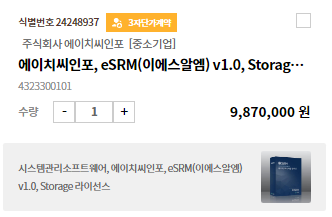 식별번호 24248937 3자단가계약
주식회사 에이치씨인포 [중소기업]
에이치씨인포, eSRM(이에스알엠) v1.0, Storag...
4323300101
수량 - 1 + 9,870,000 원
시스템관리소프트웨어, 에이치씨인포, eSRM(이에스알엠)
v1.0, Storage 라이선스